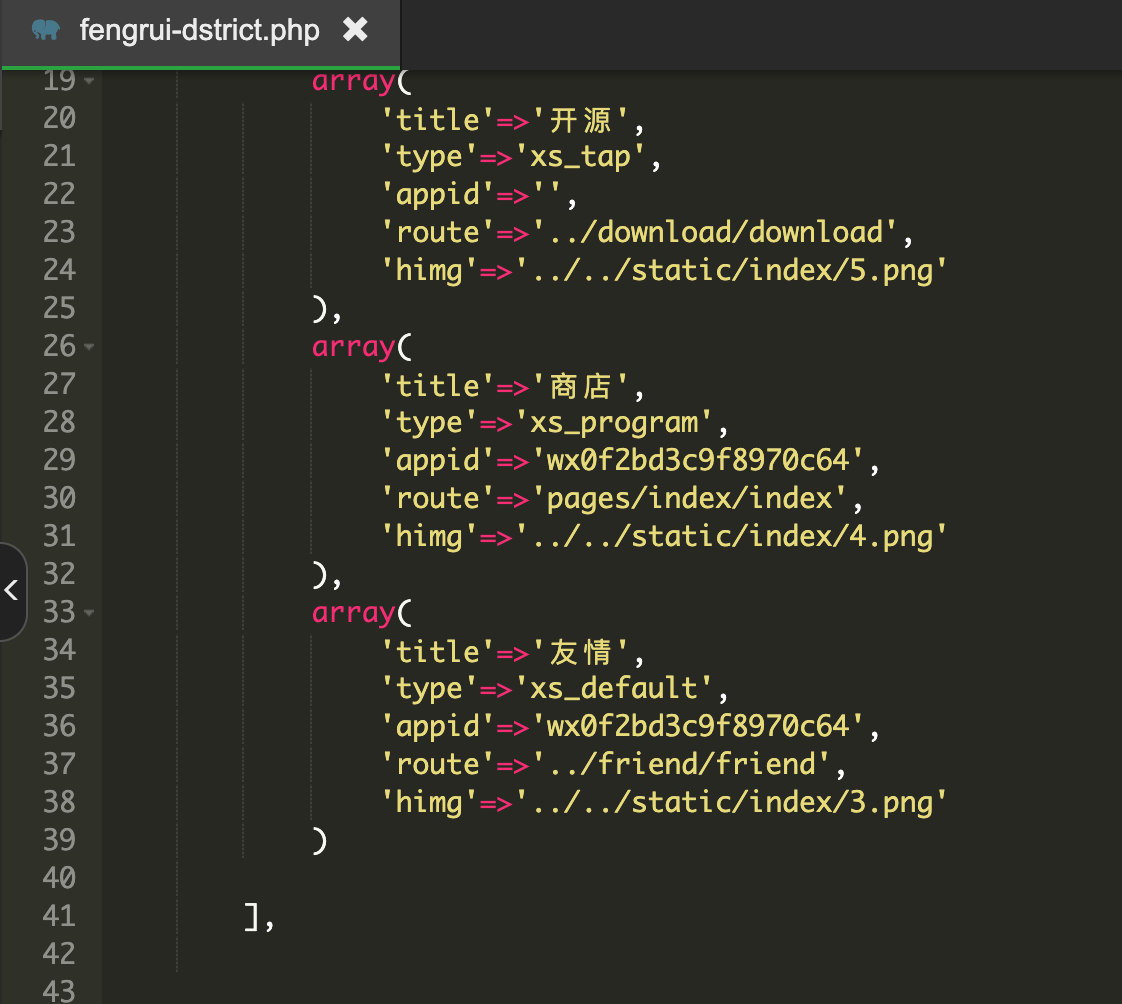 fengrui-dstrict.php
19 array(
20 'title'=>'开源',
21 'type'=>'xs_tap',
22 'appid'=>'',
23 'route'=>'../download/download',
24 'himg'=>'../../static/index/5.png'
25 ),
26 array(
27 'title'=>'商店',
28 'type'=>'xs_program',
29 'appid'=>'wx0f2bd3c9f8970c64',
30 'route'=>'pages/index/index',
31 'himg'=>'../../static/index/4.png'
32 ),
33 array(
34 'title'=>'友情',
35 'type'=>'xs_default',
36 'appid'=>'wx0f2bd3c9f8970c64',
37 'route'=>'../friend/friend',
38 'himg'=>'../../static/index/3.png'
39 )
40
41 ],
42
43